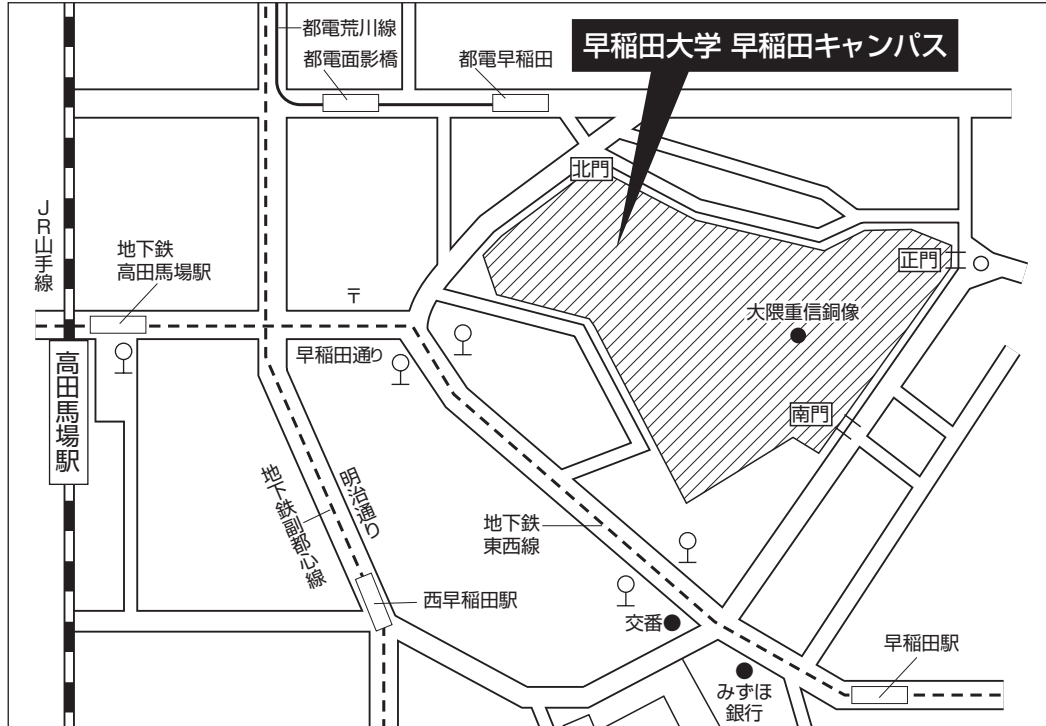 都電荒川線
都電面影橋
都電早稲田
早稲田大学 早稲田キャンパス
北門
JR山手線
地下鉄
高田馬場駅
〒
正門
大隈重信銅像
早稲田通り
高田馬場駅
南門
地下鉄副都心線
明治通り
地下鉄
東西線
西早稲田駅
交番
早稲田駅
みずほ
銀行